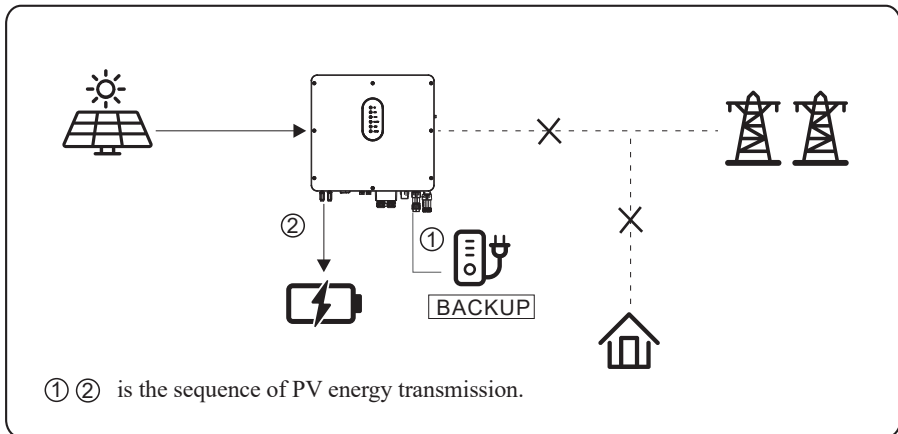 ②
①
BACKUP
① ② is the sequence of PV energy transmission.